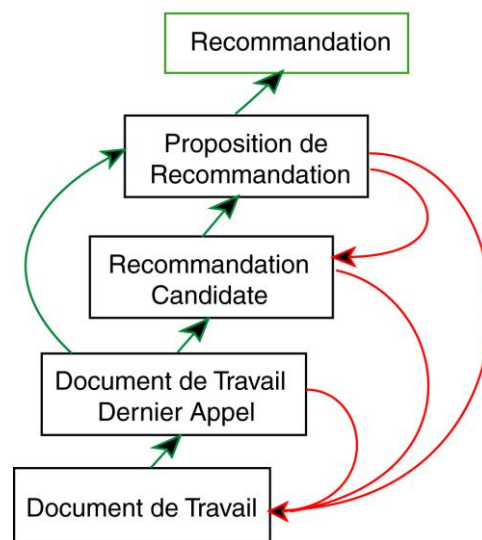 Recommandation
Proposition de
Recommandation
Recommandation
Candidate
Document de Travail
Dernier Appel
Document de Travail